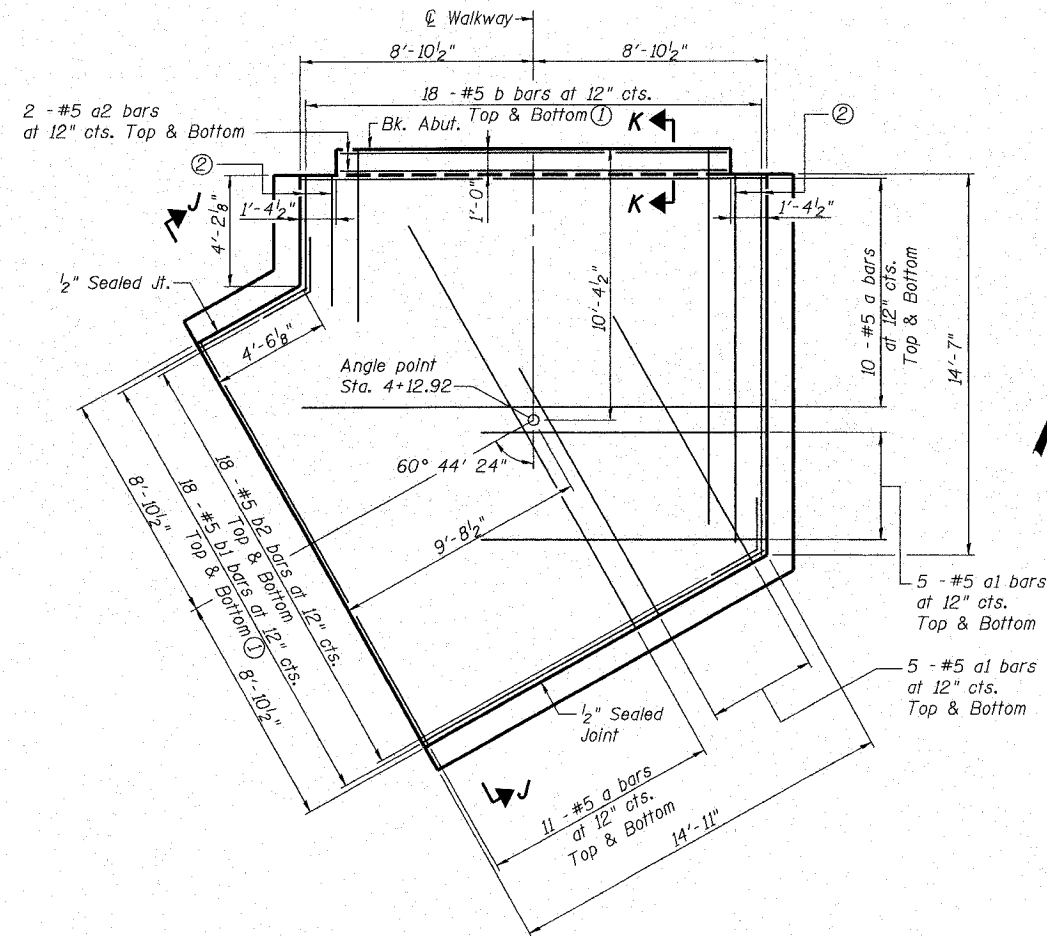 ℄ Walkway
8'-10½"
8'-10½"
18 - #5 b bars at 12" cts.
Top & Bottom ①
2 - #5 a2 bars
at 12" cts. Top & Bottom
Bk. Abut.
K
②
②
1'-0"
K
J
1'-4½"
1'-4½"
4'-2⅛"
½" Sealed Jt.
10'-4½"
10 - #5 a bars
at 12" cts.
Top & Bottom
14'-7"
4'-6⅛"
Angle point
Sta. 4+12.92
60° 44' 24"
8'-10½"
18 - #5 b2 bars at 12" cts.
Top & Bottom
18 - #5 b1 bars at 12" cts.
Top & Bottom ①
8'-10½"
9'-8½"
5 - #5 a1 bars
at 12" cts.
Top & Bottom
5 - #5 a1 bars
at 12" cts.
Top & Bottom
½" Sealed
Joint
J
11 - #5 a bars
at 12" cts.
Top & Bottom
14'-11"